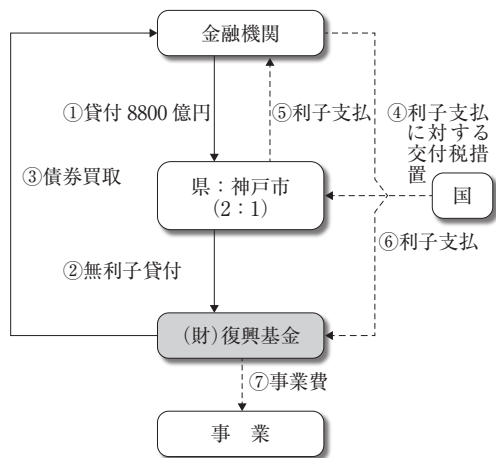 金融機関
①貸付 8800 億円
⑤利子支払
④利子支払
に対する
交付税措
置
③債券買取
県：神戸市
（2：1）
国
⑥利子支払
②無利子貸付
（財）復興基金
⑦事業費
事　業